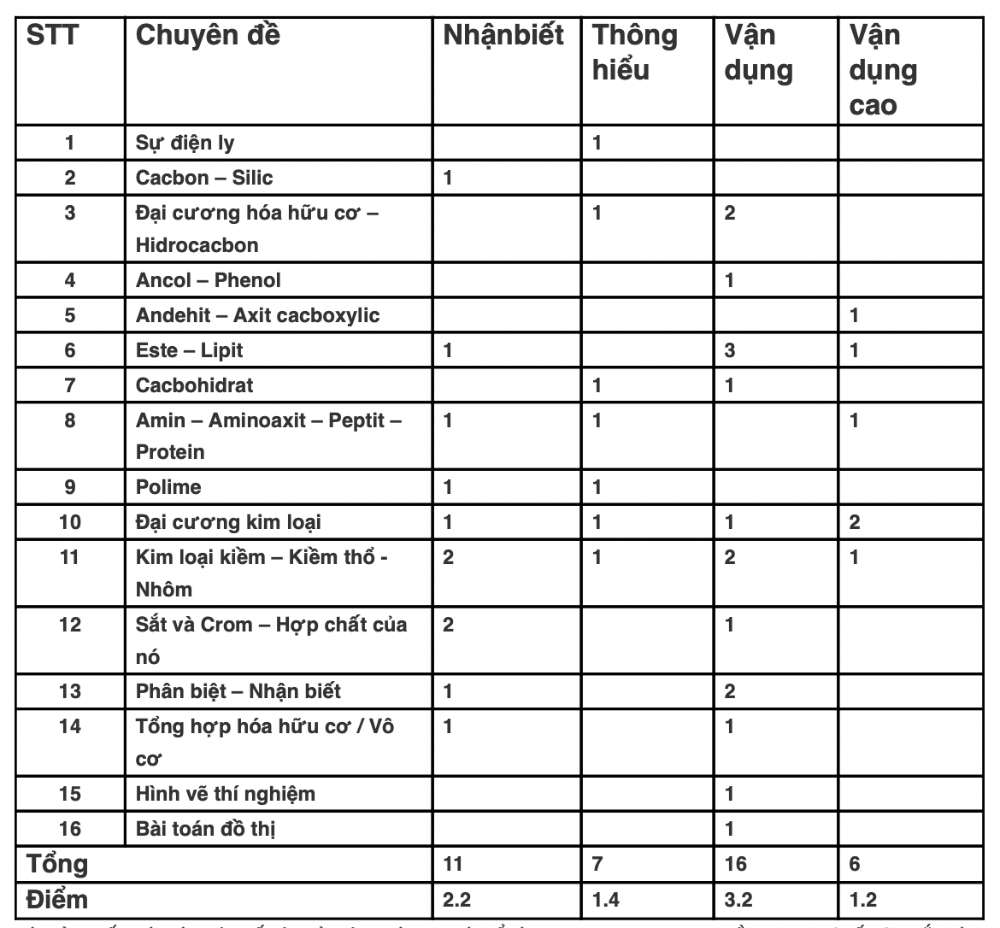 STT Chuyên đề Nhậnbiết Thông Vận Vận
hiểu dụng dụng
cao
1 Sự điện ly 1
2 Cacbon – Silic 1
3 Đại cương hóa hữu cơ – 1 2
Hidrocacbon
4 Ancol – Phenol 1
5 Andehit – Axit cacboxylic 1
6 Este – Lipit 1 3 1
7 Cacbohidrat 1 1
8 Amin – Aminoaxit – Peptit – 1 1 1
Protein
9 Polime 1 1
10 Đại cương kim loại 1 1 1 2
11 Kim loại kiềm – Kiềm thổ - 2 1 2 1
Nhôm
12 Sắt và Crom – Hợp chất của 2 1
nó
13 Phân biệt – Nhận biết 1 2
14 Tổng hợp hóa hữu cơ / Vô 1 1
cơ
15 Hình vẽ thí nghiệm 1
16 Bài toán đồ thị 1
Tổng 11 7 16 6
Điểm 2.2 1.4 3.2 1.2